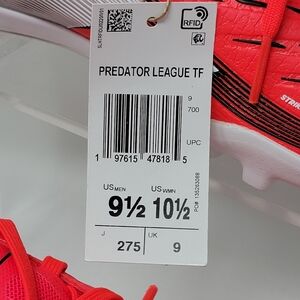 RFID
PREDATOR LEAGUE TF
9
700
UPC
1 97615 47818 5
US MEN US WMN
9½ 10½
J UK
275 9
STRI